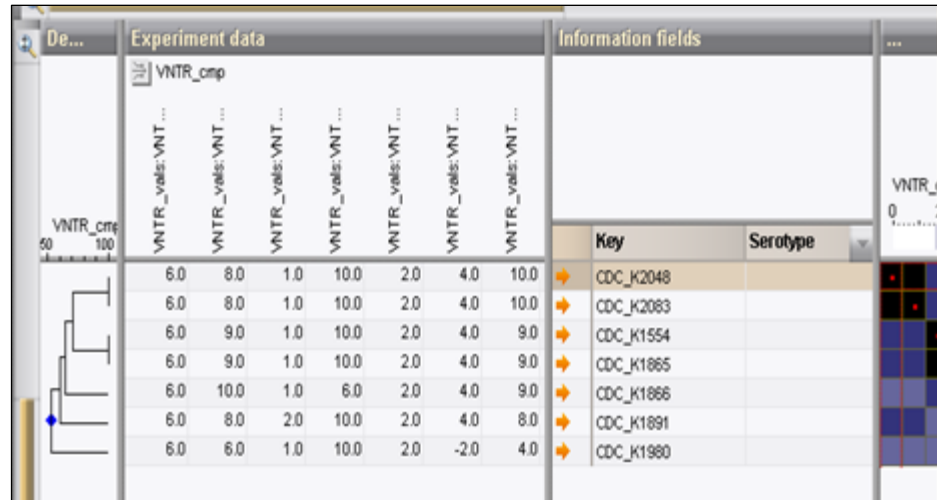 De... Experiment data Information fields ...
VNTR_cmp
VNTR_vals:VNT... VNTR_vals:VNT... VNTR_vals:VNT... VNTR_vals:VNT... VNTR_vals:VNT... VNTR_vals:VNT... VNTR_vals:VNT...
VNTR_cmp
50 100
Key Serotype
0
6.0 8.0 1.0 10.0 2.0 4.0 10.0 CDC_K2048
6.0 8.0 1.0 10.0 2.0 4.0 10.0 CDC_K2083
6.0 9.0 1.0 10.0 2.0 4.0 9.0 CDC_K1554
6.0 9.0 1.0 10.0 2.0 4.0 9.0 CDC_K1865
6.0 10.0 1.0 6.0 2.0 4.0 9.0 CDC_K1866
6.0 8.0 2.0 10.0 2.0 4.0 8.0 CDC_K1891
6.0 6.0 1.0 10.0 2.0 -2.0 4.0 CDC_K1980